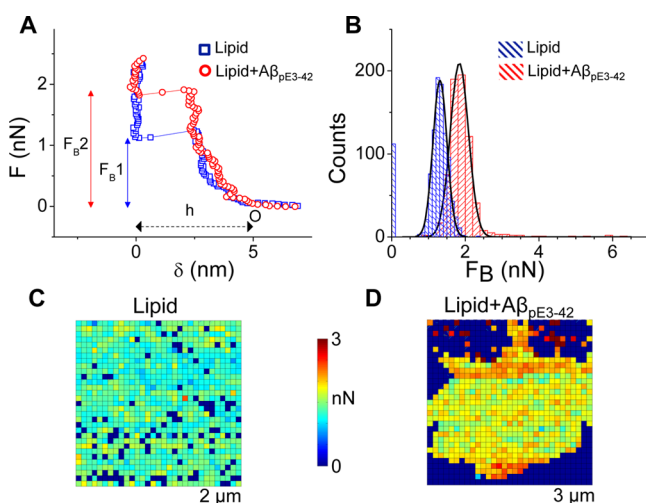 A
Lipid
Lipid+AβpE3-42
F (nN)
2
1
0
FB2
FB1
h
O
0
5
δ (nm)
B
Lipid
Lipid+AβpE3-42
Counts
200
100
0
0
2
4
6
FB (nN)
C
Lipid
2 μm
3
nN
0
D
Lipid+AβpE3-42
3 μm